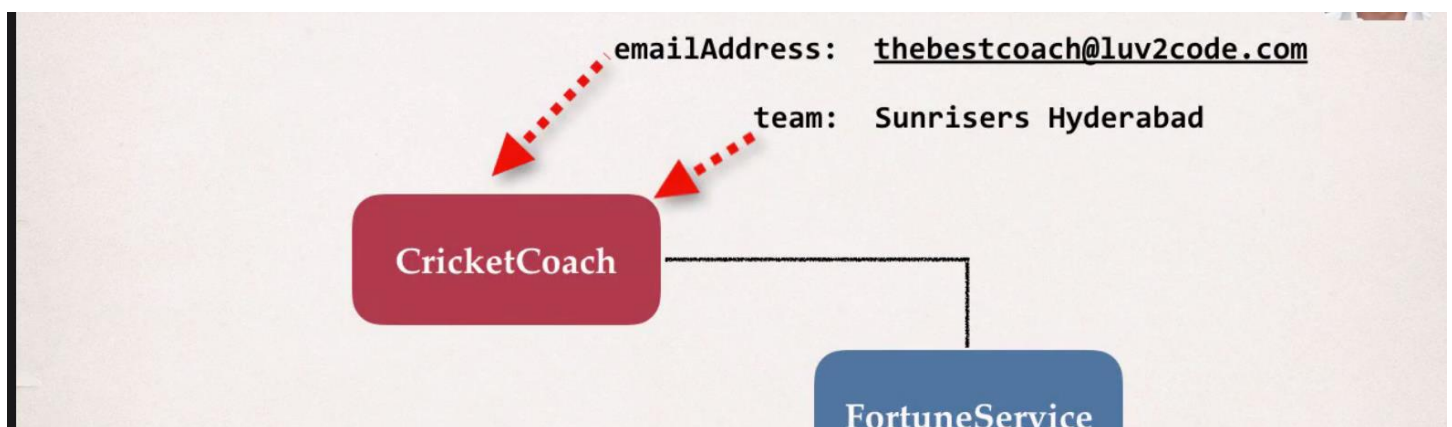 emailAddress: thebestcoach@luv2code.com
team: Sunrisers Hyderabad
CricketCoach
FortuneService